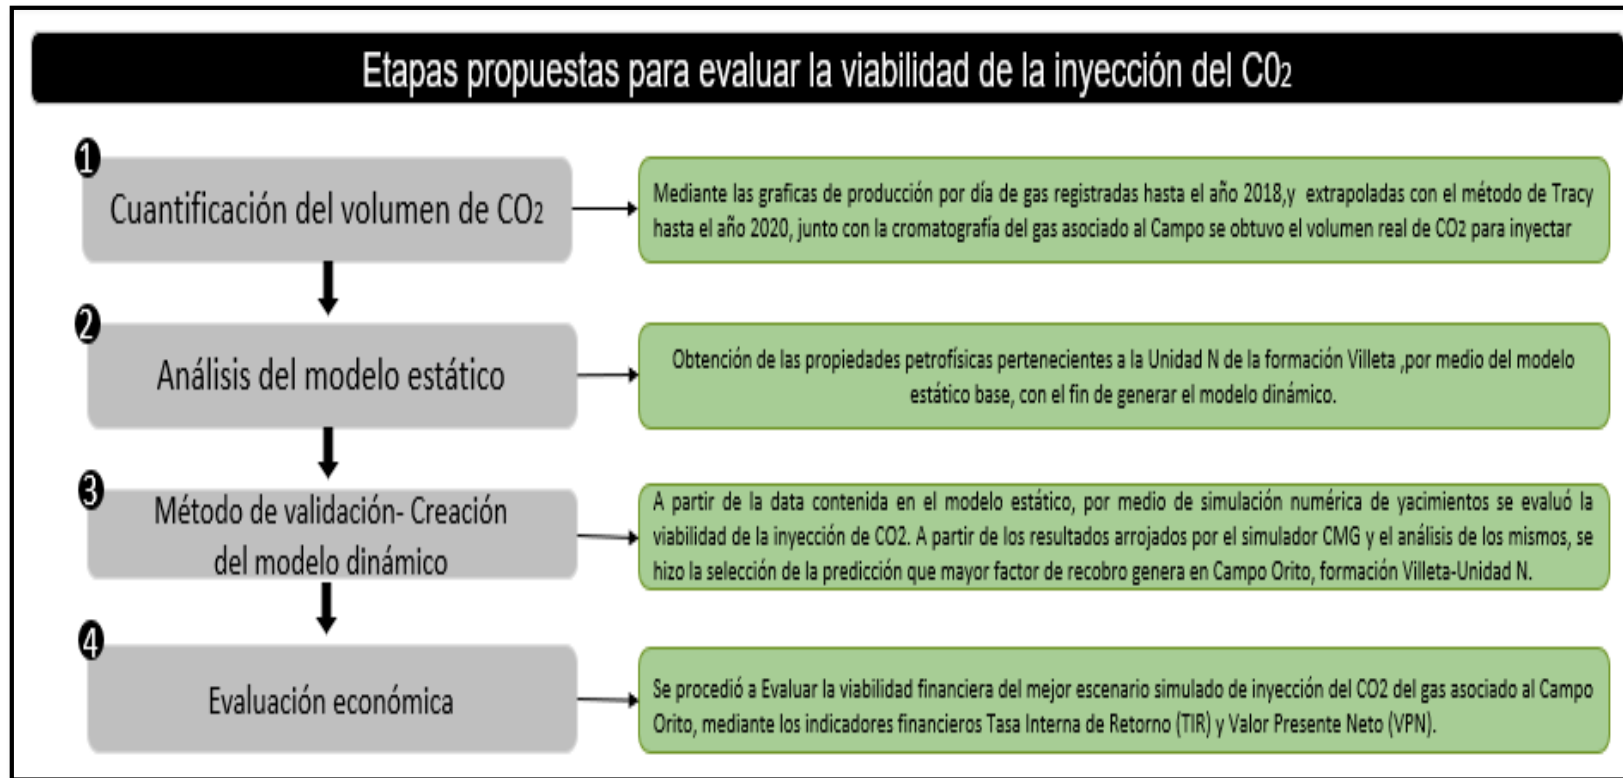 Etapas propuestas para evaluar la viabilidad de la inyección del C02
1
Cuantificación del volumen de CO2
Mediante las graficas de producción por día de gas registradas hasta el año 2018,y extrapoladas con el método de Tracy
hasta el año 2020, junto con la cromatografía del gas asociado al Campo se obtuvo el volumen real de CO2 para inyectar
2
Análisis del modelo estático
Obtención de las propiedades petrofísicas pertenecientes a la Unidad N de la formación Villeta ,por medio del modelo
estático base, con el fin de generar el modelo dinámico.
3
Método de validación- Creación
del modelo dinámico
A partir de la data contenida en el modelo estático, por medio de simulación numérica de yacimientos se evaluó la
viabilidad de la inyección de CO2. A partir de los resultados arrojados por el simulador CMG y el análisis de los mismos, se
hizo la selección de la predicción que mayor factor de recobro genera en Campo Orito, formación Villeta-Unidad N.
4
Evaluación económica
Se procedió a Evaluar la viabilidad financiera del mejor escenario simulado de inyección del CO2 del gas asociado al Campo
Orito, mediante los indicadores financieros Tasa Interna de Retorno (TIR) y Valor Presente Neto (VPN).